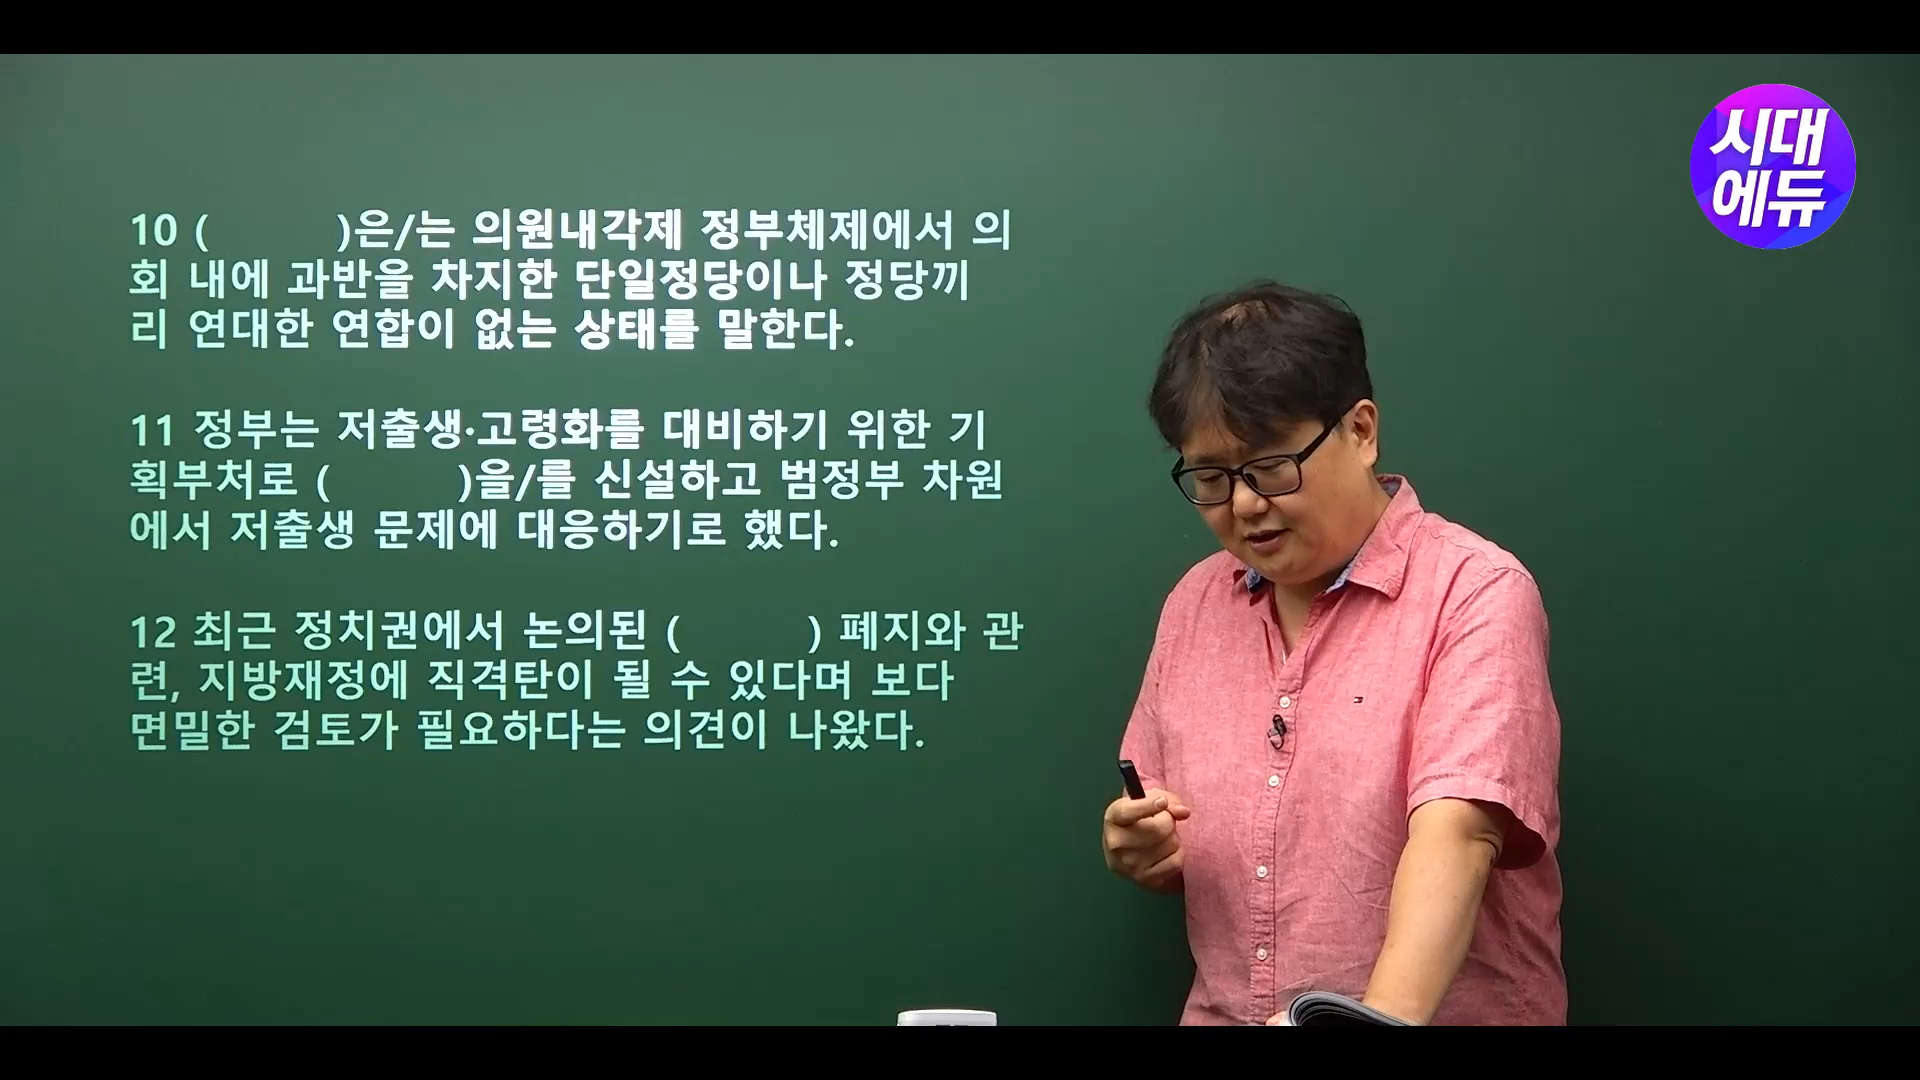 시대
에듀
10 (        )은/는 의원내각제 정부체제에서 의
회 내에 과반을 차지한 단일정당이나 정당끼
리 연대한 연합이 없는 상태를 말한다.
11 정부는 저출생·고령화를 대비하기 위한 기
획부처로 (        )을/를 신설하고 범정부 차원
에서 저출생 문제에 대응하기로 했다.
12 최근 정치권에서 논의된 (        ) 폐지와 관
련, 지방재정에 직격탄이 될 수 있다며 보다
면밀한 검토가 필요하다는 의견이 나왔다.